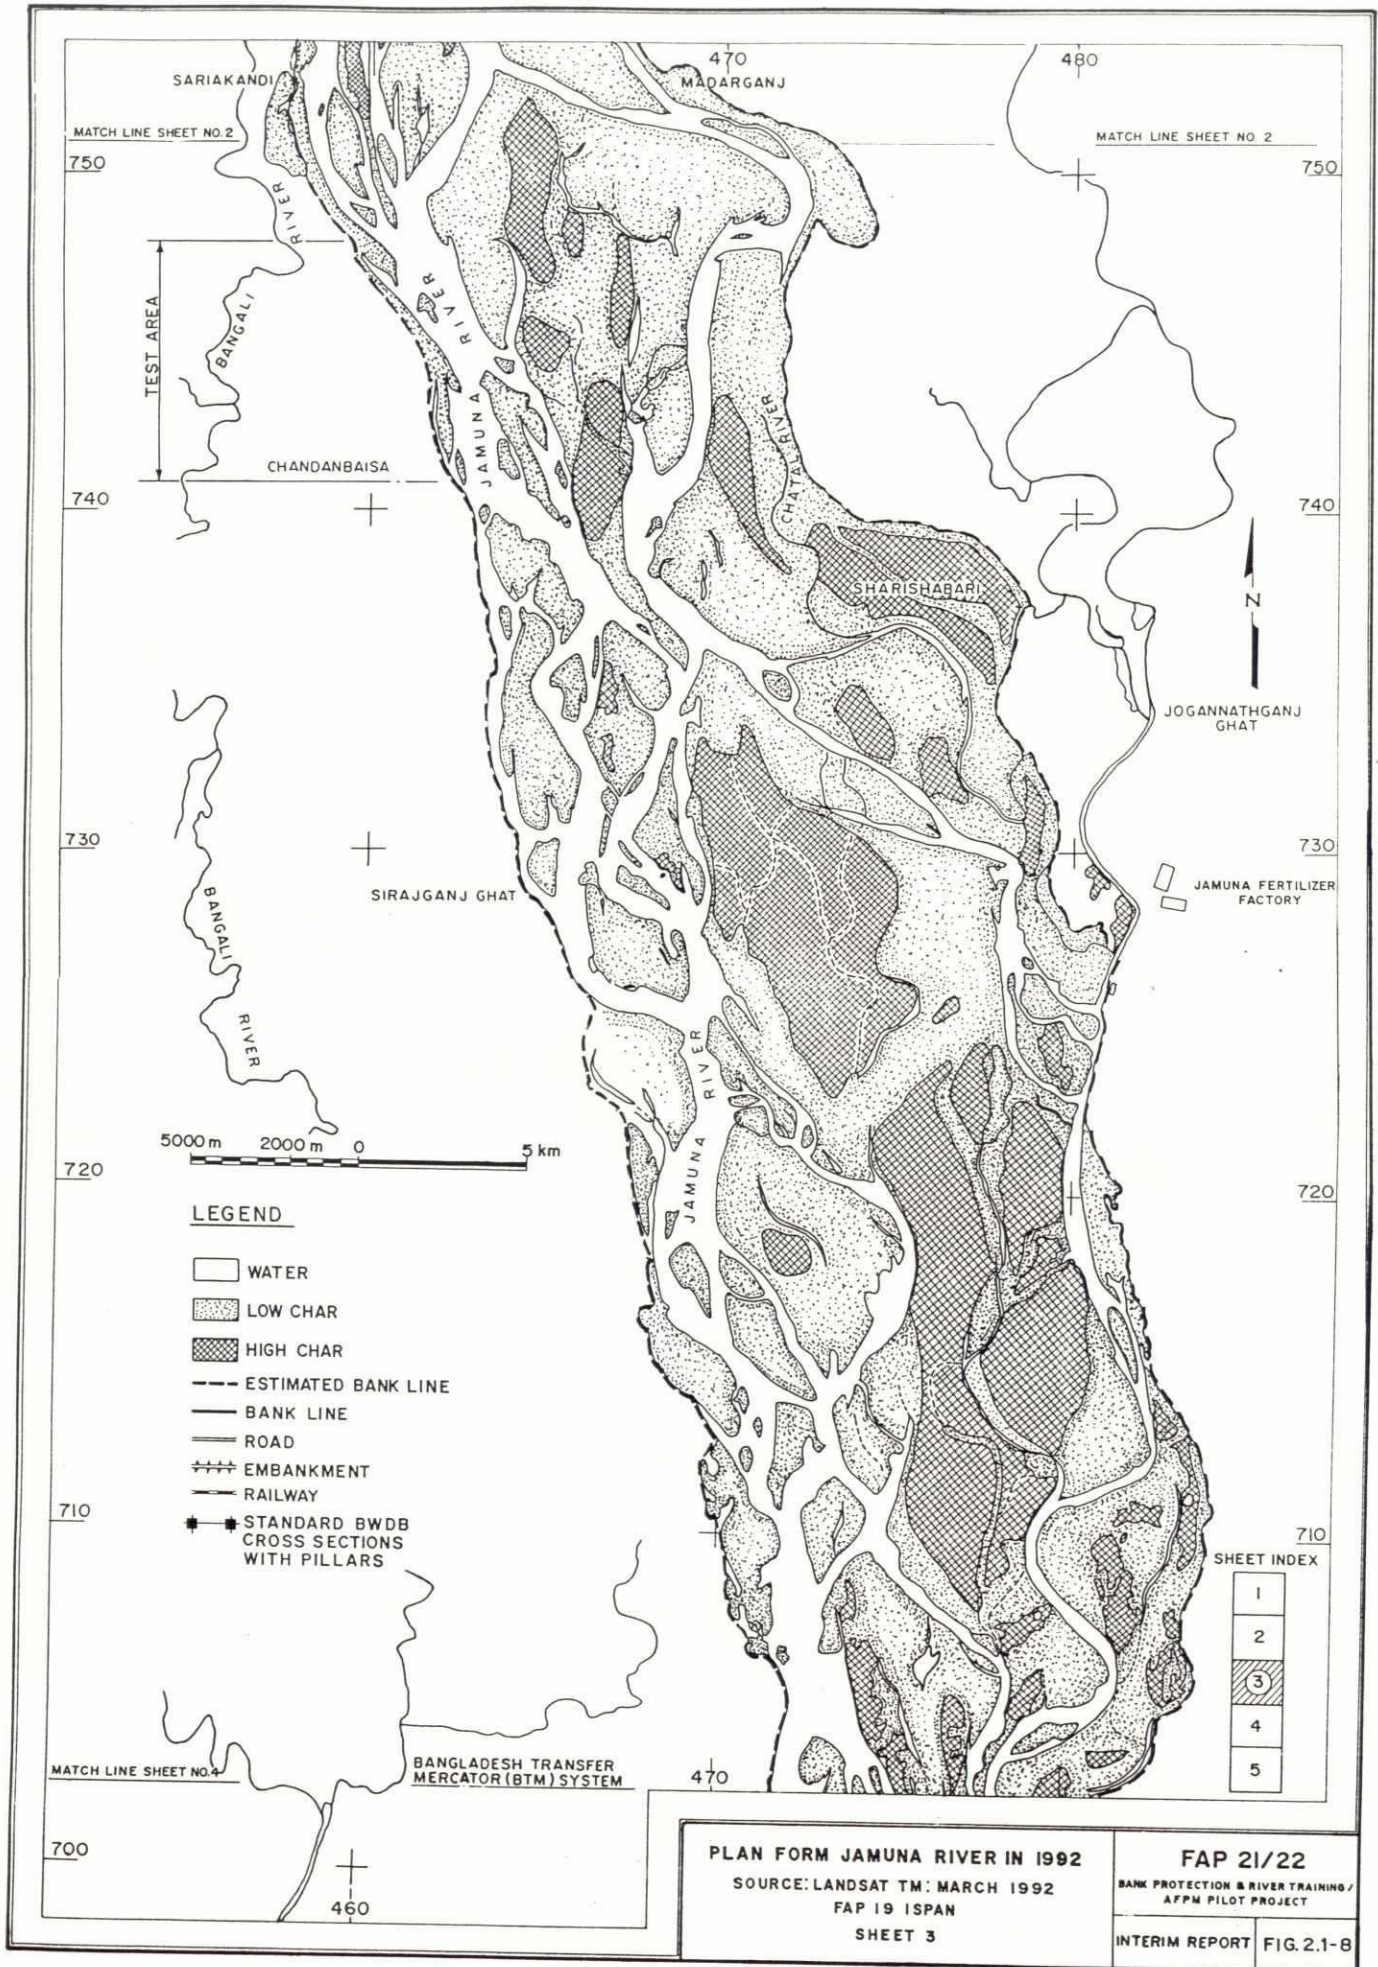 470
480
SARIAKANDI
MADARGANJ
MATCH LINE SHEET NO.2
MATCH LINE SHEET NO 2
750
750
RIVER
BANGALI
TEST AREA
JAMUNA RIVER
CHATAL RIVER
CHANDANBAISA
740
740
SHARISHABARI
N
JOGANNATHGANJ
GHAT
730
730
SIRAJGANJ GHAT
JAMUNA FERTILIZER
FACTORY
BANGALI
RIVER
JAMUNA RIVER
5000 m 2000 m 0 5 km
720
720
LEGEND
WATER
LOW CHAR
HIGH CHAR
ESTIMATED BANK LINE
BANK LINE
ROAD
EMBANKMENT
RAILWAY
STANDARD BWDB
CROSS SECTIONS
WITH PILLARS
710
710
SHEET INDEX
1
2
3
4
5
MATCH LINE SHEET NO.4
BANGLADESH TRANSFER
MERCATOR (BTM) SYSTEM
470
700
460
PLAN FORM JAMUNA RIVER IN 1992
SOURCE: LANDSAT TM: MARCH 1992
FAP 19 ISPAN
SHEET 3
FAP 21/22
BANK PROTECTION & RIVER TRAINING/
AFPM PILOT PROJECT
INTERIM REPORT
FIG. 2.1-8